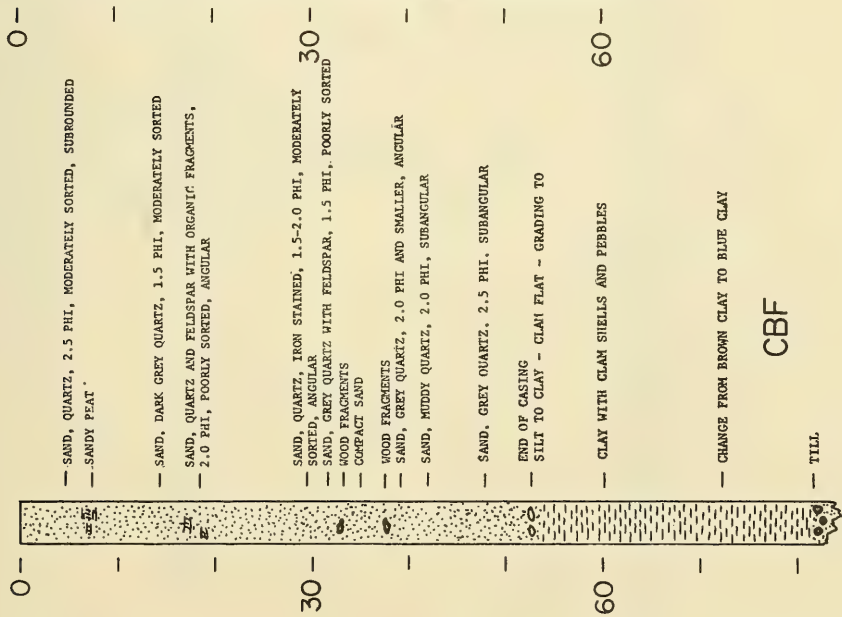 0-
0-
— SAND, QUARTZ, 2.5 PHI, MODERATELY SORTED, SUBROUNDED
— SANDY PEAT
— SAND, DARK GREY QUARTZ, 1.5 PHI, MODERATELY SORTED
SAND, QUARTZ AND FELDSPAR WITH ORGANIC FRAGMENTS,
— 2.0 PHI, POORLY SORTED, ANGULAR
30-
30-
— SAND, QUARTZ, IRON STAINED, 1.5-2.0 PHI, MODERATELY
SORTED, ANGULAR
— SAND, GREY QUARTZ WITH FELDSPAR, 1.5 PHI, POORLY SORTED
— WOOD FRAGMENTS
— COMPACT SAND
— WOOD FRAGMENTS
— SAND, GREY QUARTZ, 2.0 PHI AND SMALLER, ANGULAR
— SAND, MUDDY QUARTZ, 2.0 PHI, SUBANGULAR
— SAND. GREY QUARTZ. 2.5 PHI. SUBANGULAR
END OF CASING
— SILT TO CLAY - CLAM FLAT - GRADING TO
60-
60-
— CLAY WITH CLAM SHELLS AND PEBBLES
— CHANGE FROM BROWN CLAY TO BLUE CLAY
CBF
— TILL